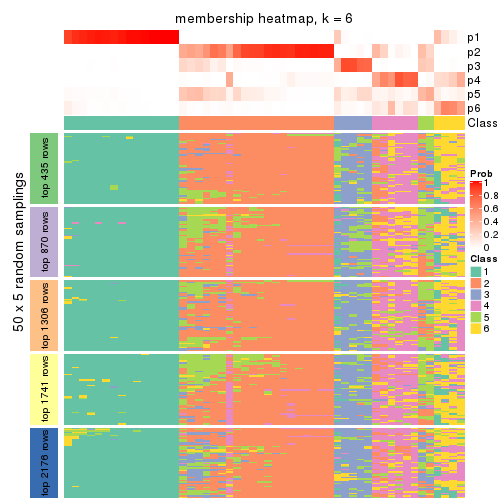 membership heatmap, k = 6
p1
p2
p3
p4
p5
p6
Class
50 x 5 random samplings
top 435 rows
top 870 rows
top 1306 rows
top 1741 rows
top 2176 rows
Prob
1
0.8
0.6
0.4
0.2
0
Class
1
2
3
4
5
6